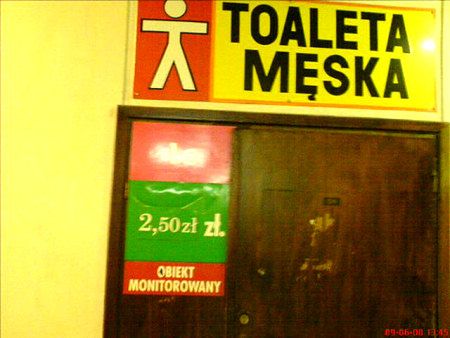 TOALETA
MĘSKA
2,50zł zł.
OBIEKT
MONITOROWANY
09-06-08 13:45